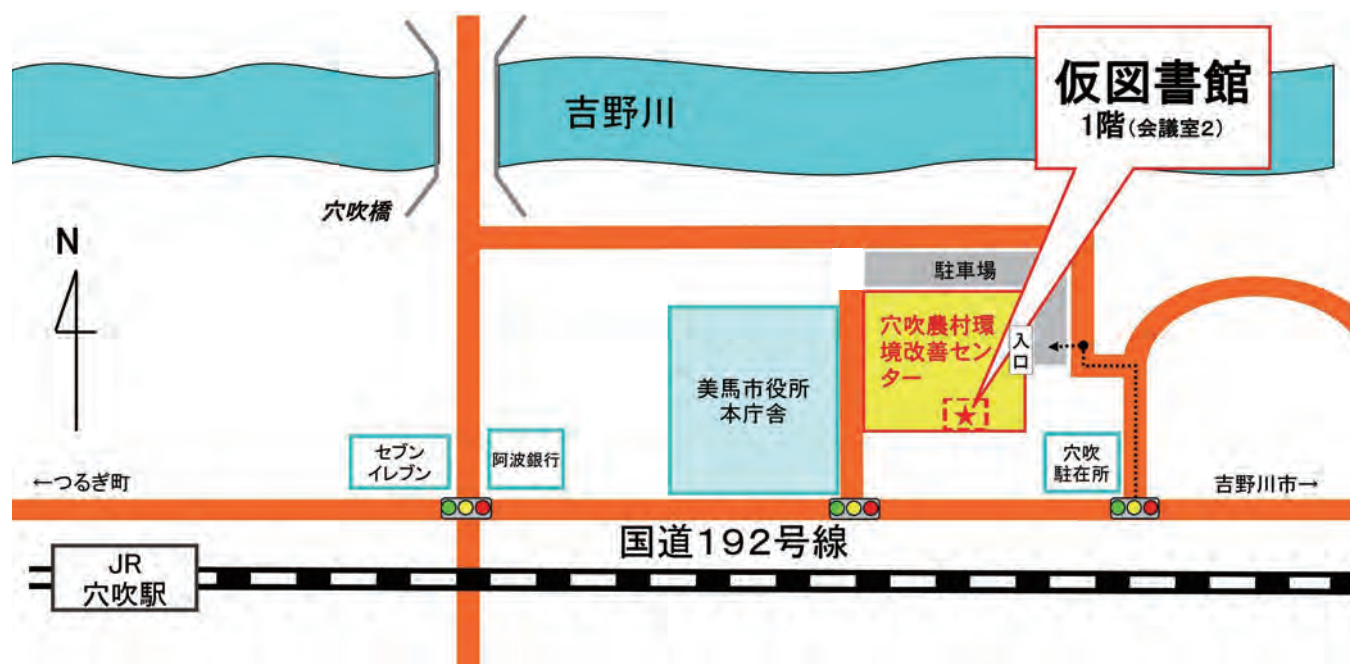 仮図書館
1階(会議室2)
吉野川
穴吹橋
N
駐車場
穴吹農村環
境改善セン
ター
入
口
美馬市役所
本庁舎
セブン
イレブン
阿波銀行
穴吹
駐在所
←つるぎ町
吉野川市→
国道192号線
JR
穴吹駅